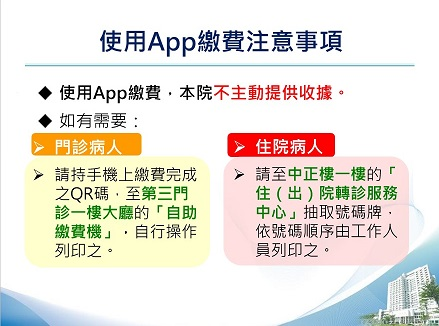 使用App繳費注意事項
◆ 使用App繳費，本院不主動提供收據。
◆ 如有需要：
➢ 門診病人
➢ 請持手機上繳費完成
之QR碼，至第三門
診一樓大廳的「自助
繳費機」，自行操作
列印之。
➢ 住院病人
➢ 請至中正樓一樓的「
住（出）院轉診服務
中心」抽取號碼牌，
依號碼順序由工作人
員列印之。